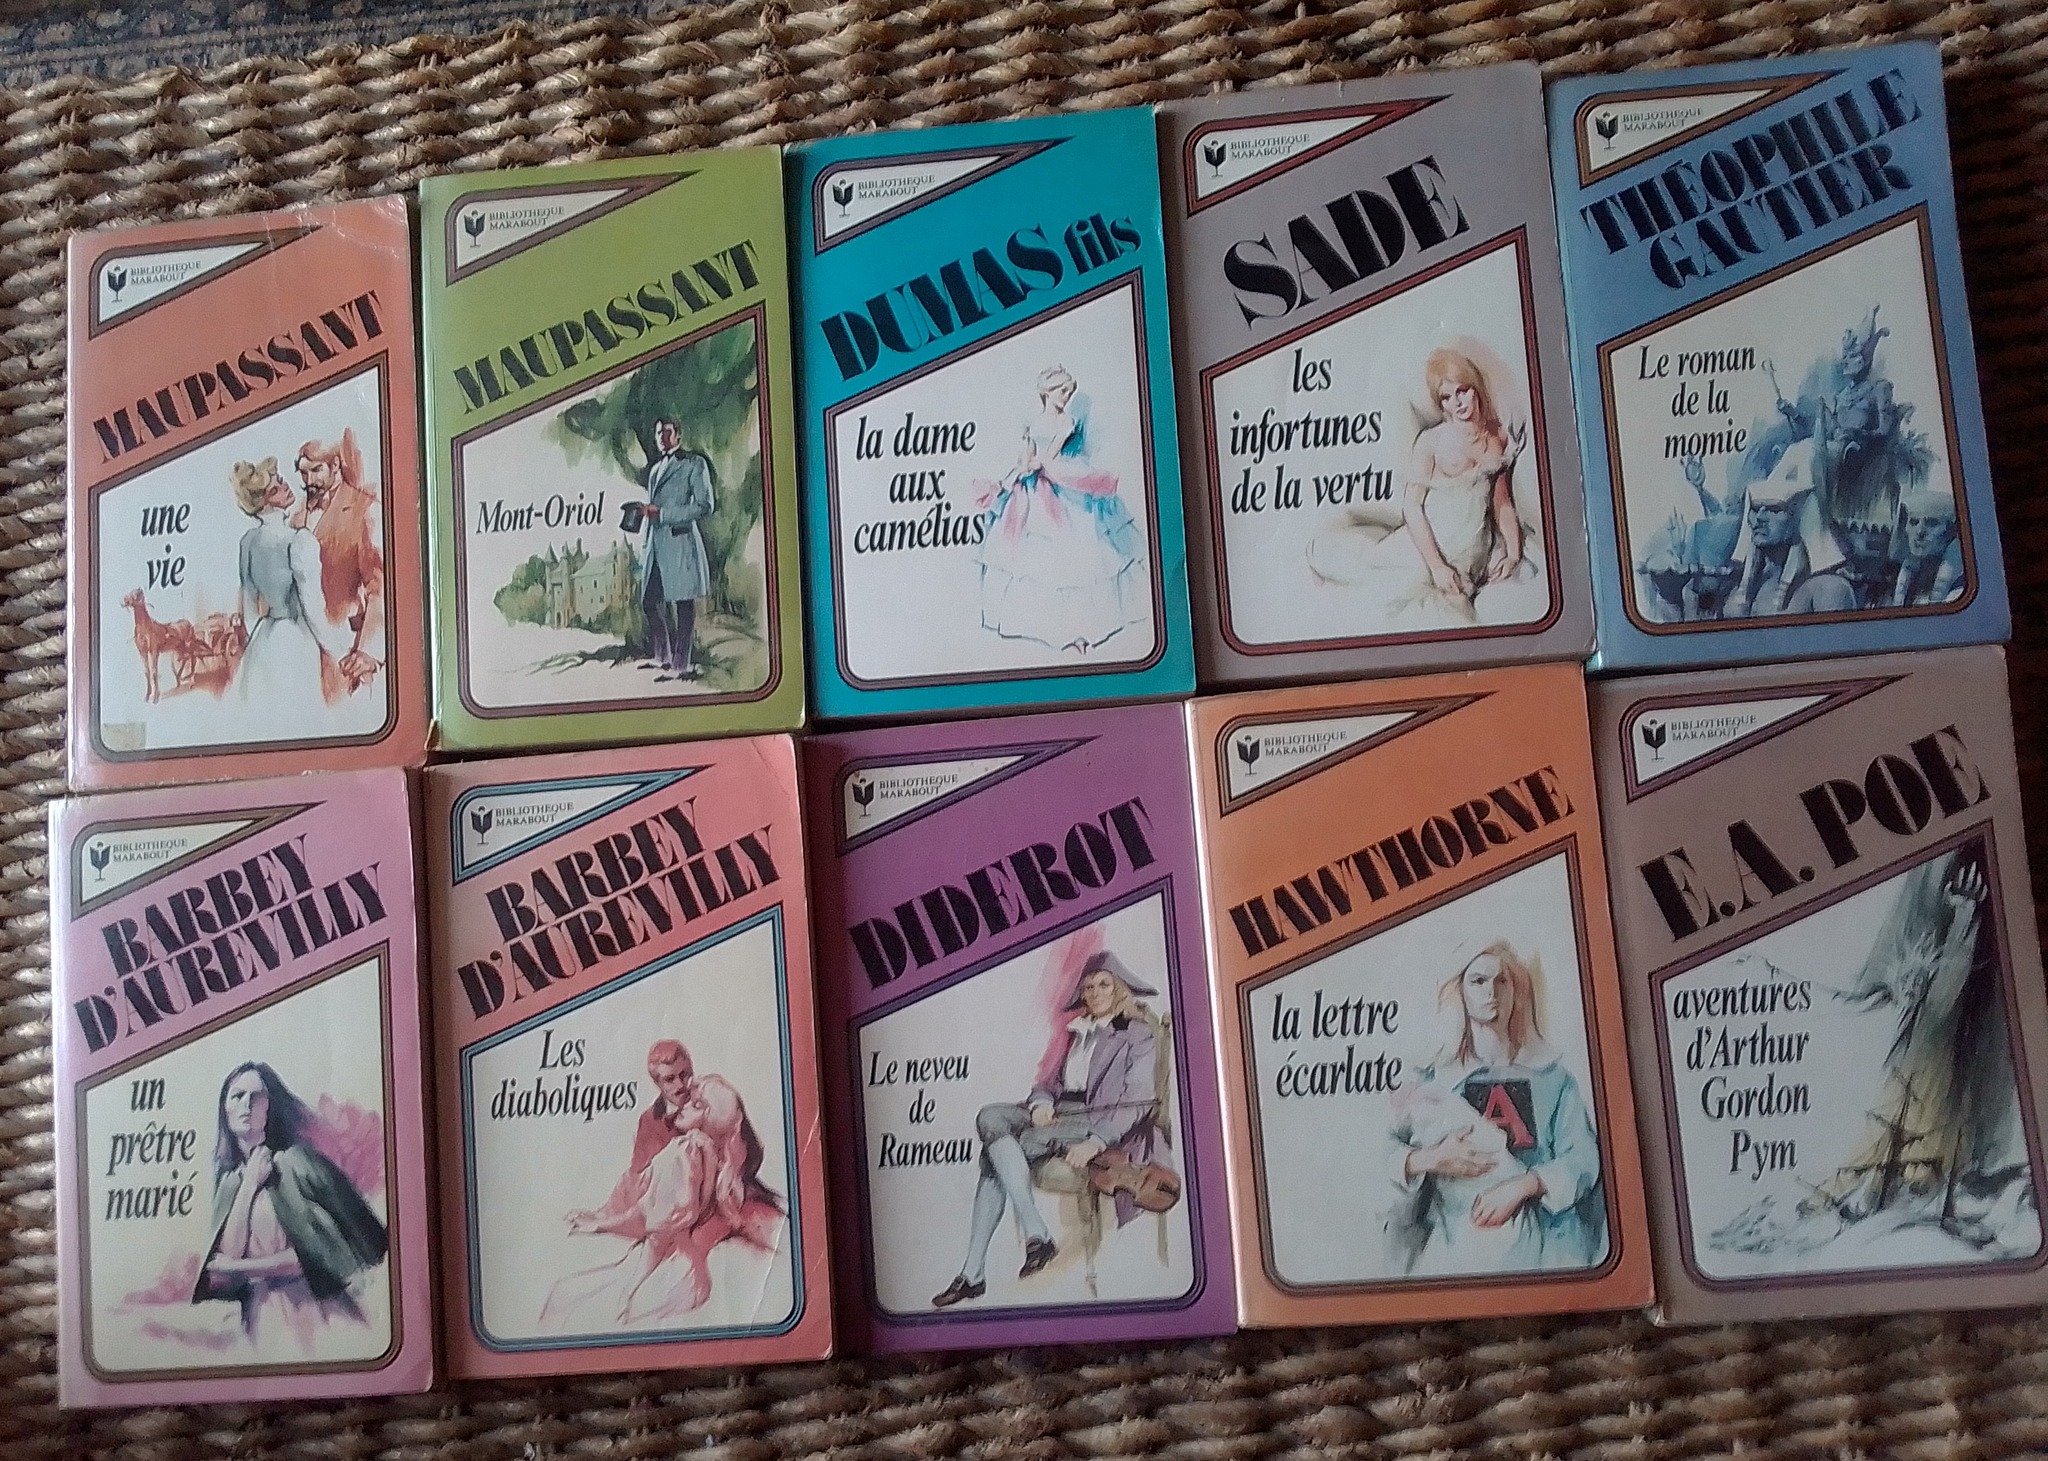 BIBLIOTHEQUE
MARABOUT
MAUPASSANT
une
vie
BIBLIOTHEQUE
MARABOUT
MAUPASSANT
Mont-Oriol
BIBLIOTHEQUE
MARABOUT
DUMAS fils
la dame
aux
camélias
BIBLIOTHEQUE
MARABOUT
SADE
les
infortunes
de la vertu
BIBLIOTHEQUE
MARABOUT
THÉOPHILE
GAUTIER
Le roman
de la
momie
BIBLIOTHEQUE
MARABOUT
BARBEY
D'AUREVILLY
un
prêtre
marié
BIBLIOTHEQUE
MARABOUT
BARBEY
D'AUREVILLY
Les
diaboliques
BIBLIOTHEQUE
MARABOUT
DIDEROT
Le neveu
de
Rameau
BIBLIOTHEQUE
MARABOUT
HAWTHORNE
la lettre
écarlate
A
BIBLIOTHEQUE
MARABOUT
E.A. POE
aventures
d'Arthur
Gordon
Pym